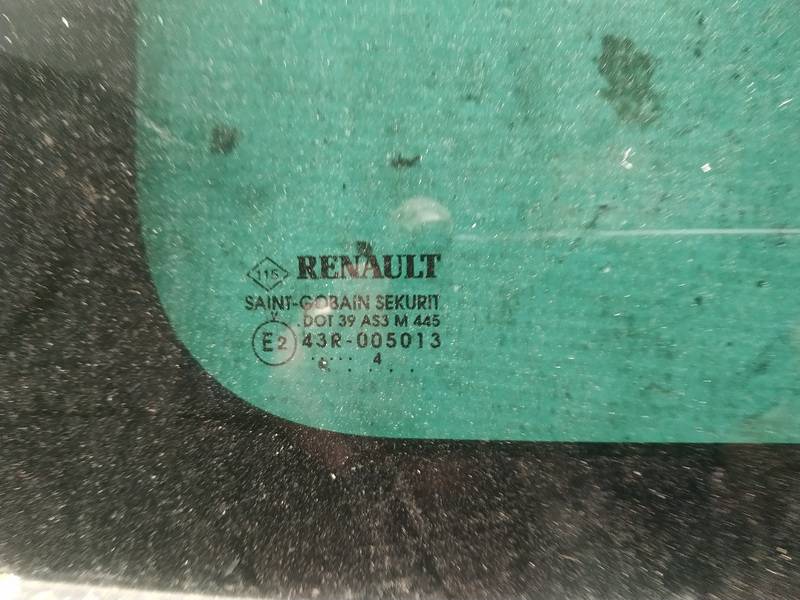 115 RENAULT
SAINT-GOBAIN SEKURIT
DOT 39 AS3 M 445
E2 43R-005013
..... 4